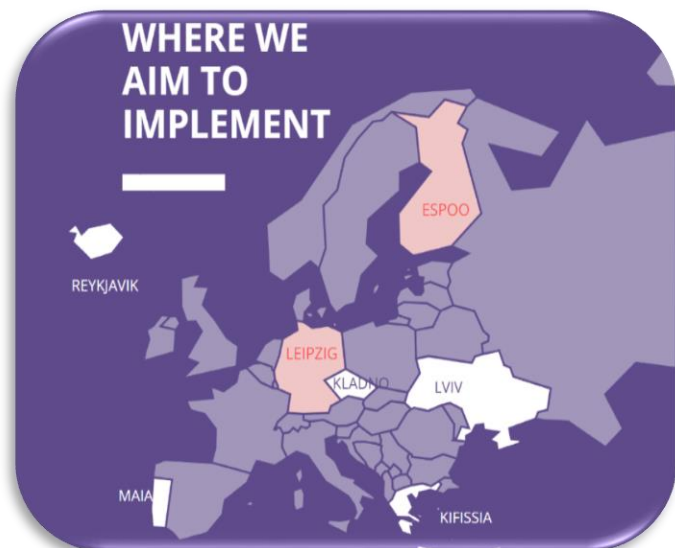 WHERE WE
AIM TO
IMPLEMENT
ESPOO
REYKJAVIK
LEIPZIG
KLADNO
LVIV
MAIA
KIFISSIA